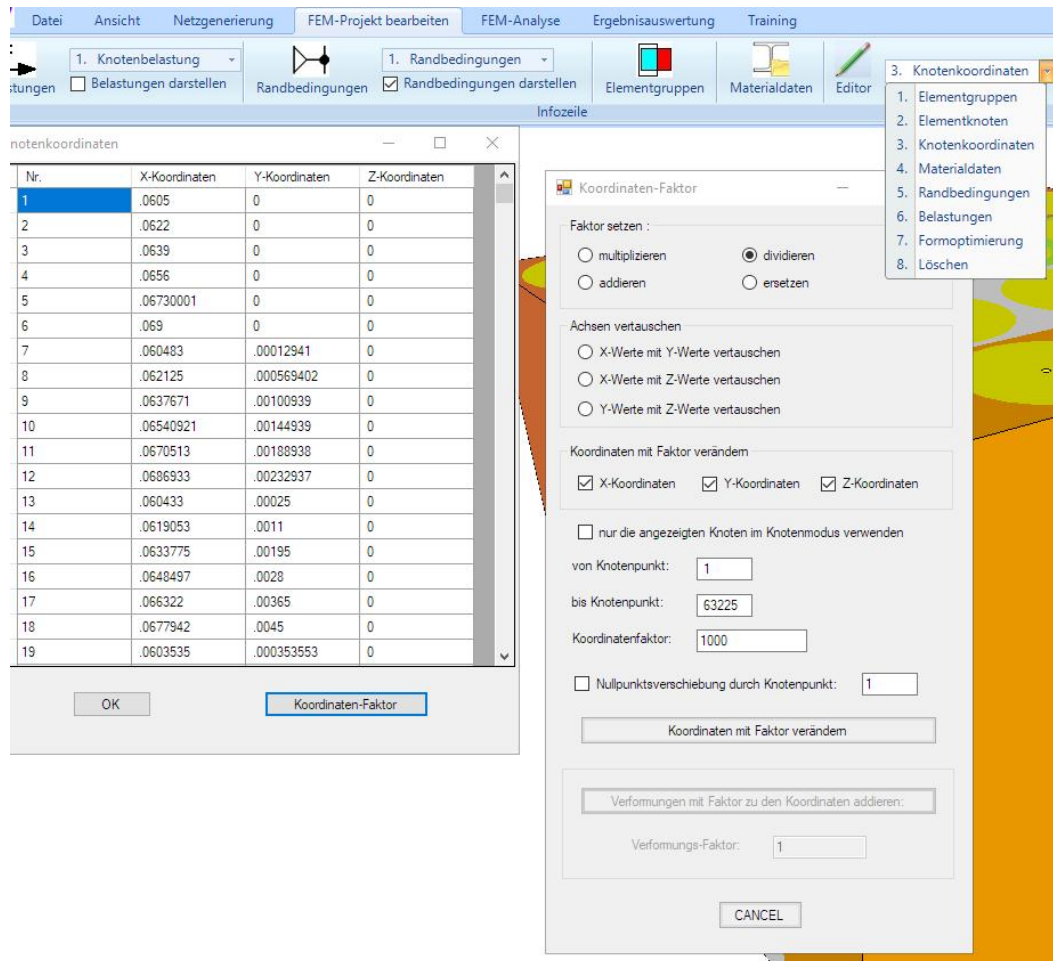 Datei Ansicht Netzgenerierung FEM-Projekt bearbeiten FEM-Analyse Ergebnisauswertung Training
1. Knotenbelastung 1. Randbedingungen 3. Knotenkoordinaten
stungen Belastungen darstellen Randbedingungen Randbedingungen darstellen Elementgruppen Materialdaten Editor
Infozeile
1. Elementgruppen
2. Elementknoten
3. Knotenkoordinaten
4. Materialdaten
5. Randbedingungen
6. Belastungen
7. Formoptimierung
8. Löschen
notenkoordinaten
Nr. X-Koordinaten Y-Koordinaten Z-Koordinaten
1 .0605 0 0
2 .0622 0 0
3 .0639 0 0
4 .0656 0 0
5 .06730001 0 0
6 .069 0 0
7 .060483 .00012941 0
8 .062125 .000569402 0
9 .0637671 .00100939 0
10 .06540921 .00144939 0
11 .0670513 .00188938 0
12 .0686933 .00232937 0
13 .060433 .00025 0
14 .0619053 .0011 0
15 .0633775 .00195 0
16 .0648497 .0028 0
17 .066322 .00365 0
18 .0677942 .0045 0
19 .0603535 .000353553 0
OK Koordinaten-Faktor
Koordinaten-Faktor
Faktor setzen :
multiplizieren dividieren
addieren ersetzen
Achsen vertauschen
X-Werte mit Y-Werte vertauschen
X-Werte mit Z-Werte vertauschen
Y-Werte mit Z-Werte vertauschen
Koordinaten mit Faktor verändern
X-Koordinaten Y-Koordinaten Z-Koordinaten
nur die angezeigten Knoten im Knotenmodus verwenden
von Knotenpunkt: 1
bis Knotenpunkt: 63225
Koordinatenfaktor: 1000
Nullpunktsverschiebung durch Knotenpunkt: 1
Koordinaten mit Faktor verändern
Verformungen mit Faktor zu den Koordinaten addieren:
Verformungs-Faktor: 1
CANCEL